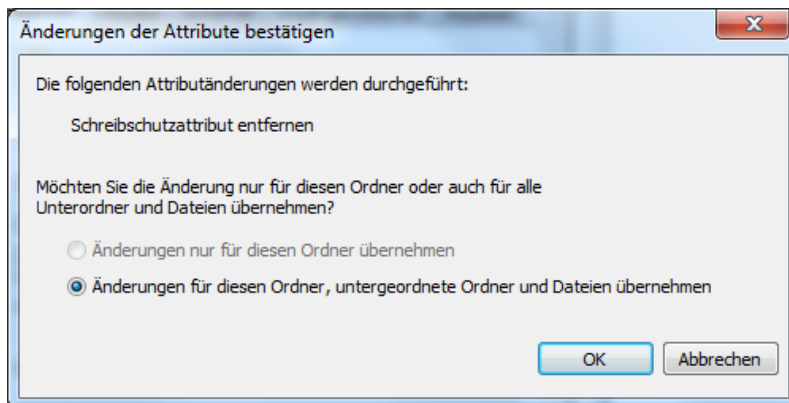 Änderungen der Attribute bestätigen
Die folgenden Attributänderungen werden durchgeführt:
Schreibschutzattribut entfernen
Möchten Sie die Änderung nur für diesen Ordner oder auch für alle
Unterordner und Dateien übernehmen?
Änderungen nur für diesen Ordner übernehmen
Änderungen für diesen Ordner, untergeordnete Ordner und Dateien übernehmen
OK Abbrechen